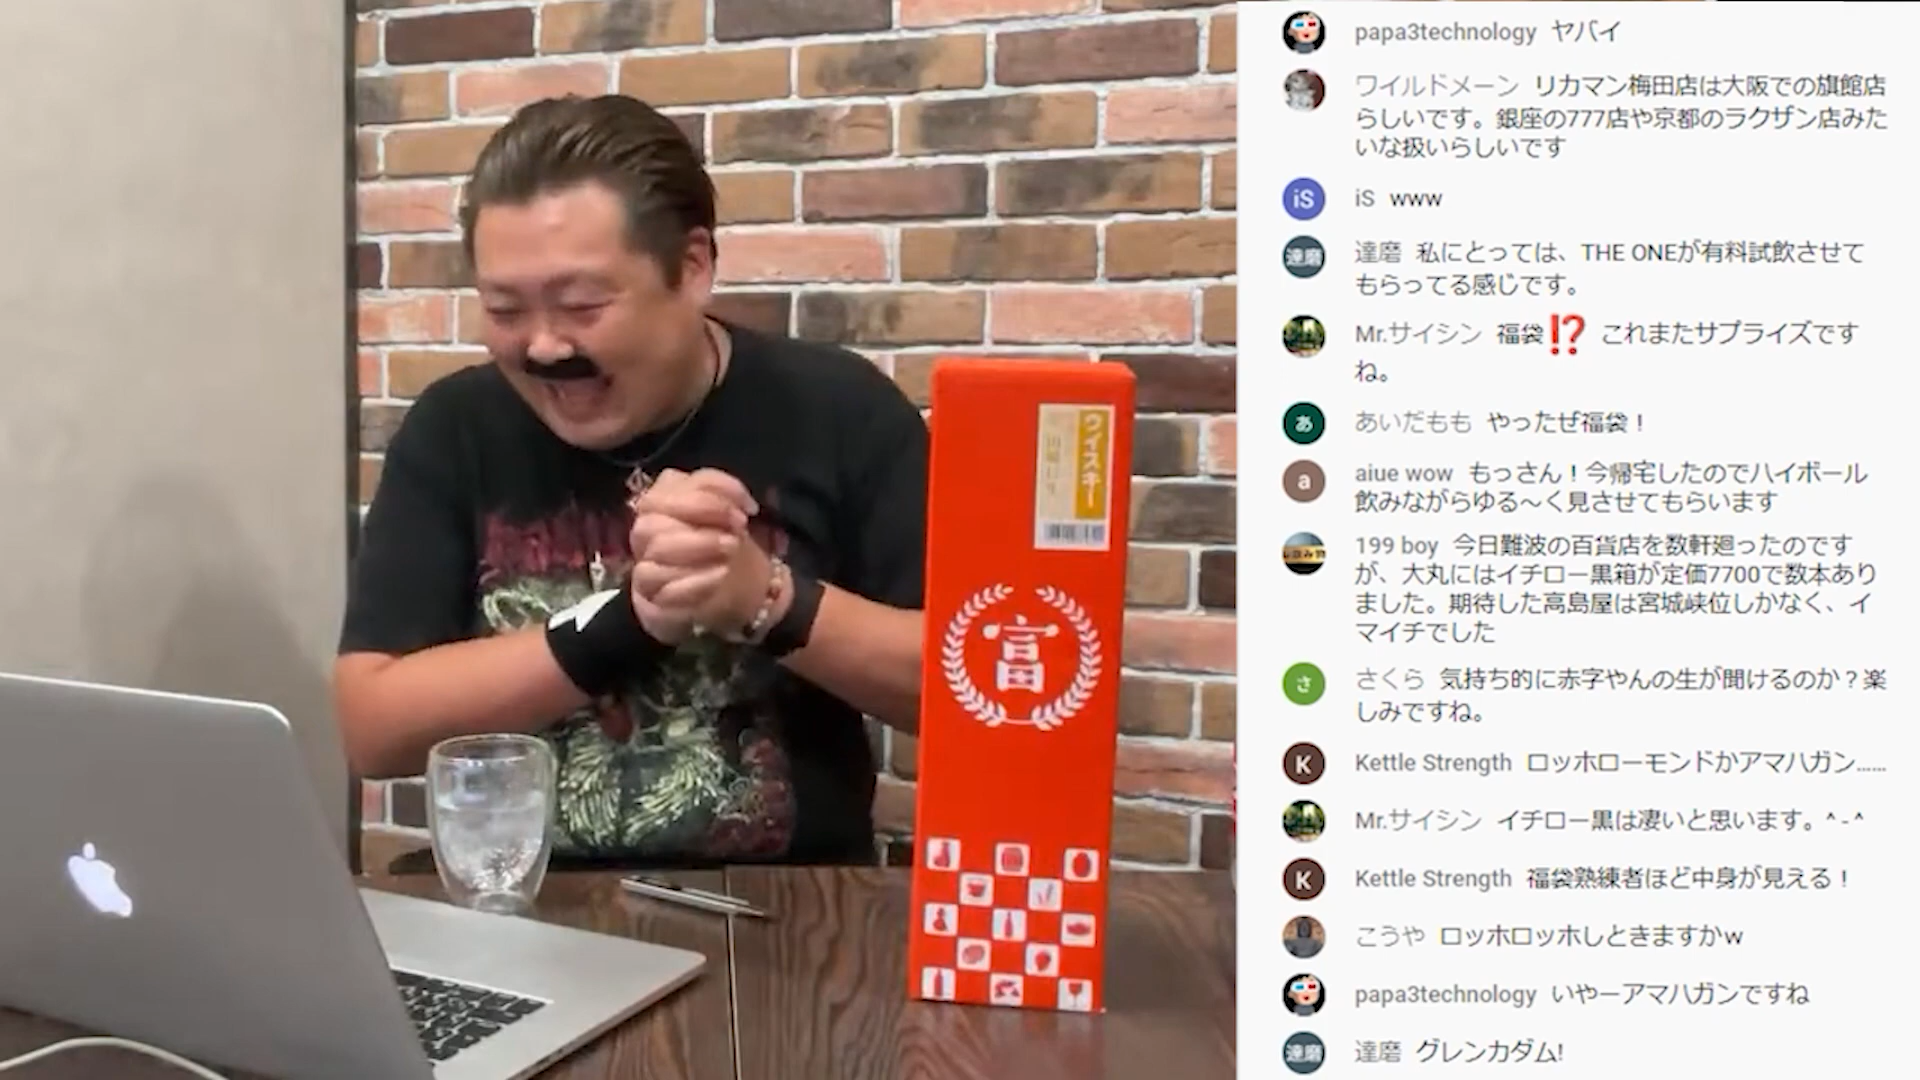 papa3technology ヤバイ
ワイルドメーン リカマン梅田店は大阪での旗館店
らしいです。銀座の777店や京都のラクザン店みた
いな扱いらしいです
iS
iS www
達磨
達磨 私にとっては、THE ONEが有料試飲させて
もらってる感じです。
Mr.サイシン 福袋⁉ これまたサプライズです
ね。
あ
あいだもも やったぜ福袋！
a
aiue wow もっさん！今帰宅したのでハイボール
飲みながらゆる〜く見させてもらいます
199 boy 今日難波の百貨店を数軒廻ったのです
が、大丸にはイチロー黒箱が定価7700で数本あり
ました。期待した高島屋は宮城峡位しかなく、イ
マイチでした
さ
さくら 気持ち的に赤字やんの生が聞けるのか？楽
しみですね。
K
Kettle Strength ロッホローモンドかアマハガン……
Mr.サイシン イチロー黒は凄いと思います。^ - ^
K
Kettle Strength 福袋熟練者ほど中身が見える！
こうや ロッホロッホしときますかw
papa3technology いやーアマハガンですね
達磨
達磨 グレンカダム!
ウイスキー
富